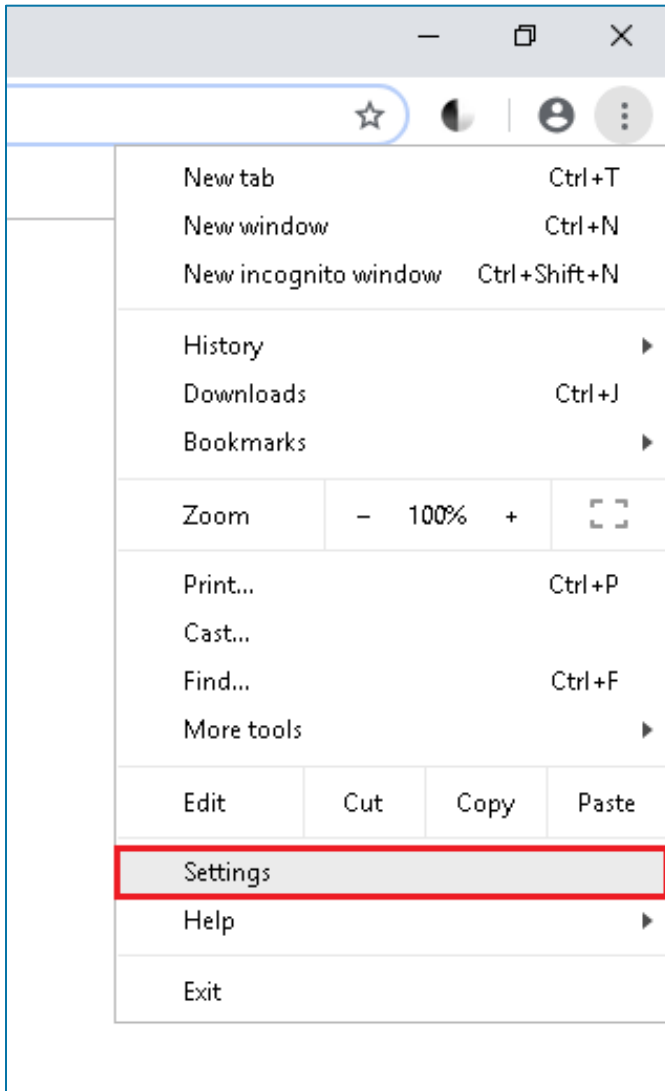 New tab Ctrl+T
New window Ctrl+N
New incognito window Ctrl+Shift+N
History
Downloads Ctrl+J
Bookmarks
Zoom – 100% +
Print... Ctrl+P
Cast...
Find... Ctrl+F
More tools
Edit Cut Copy Paste
Settings
Help
Exit